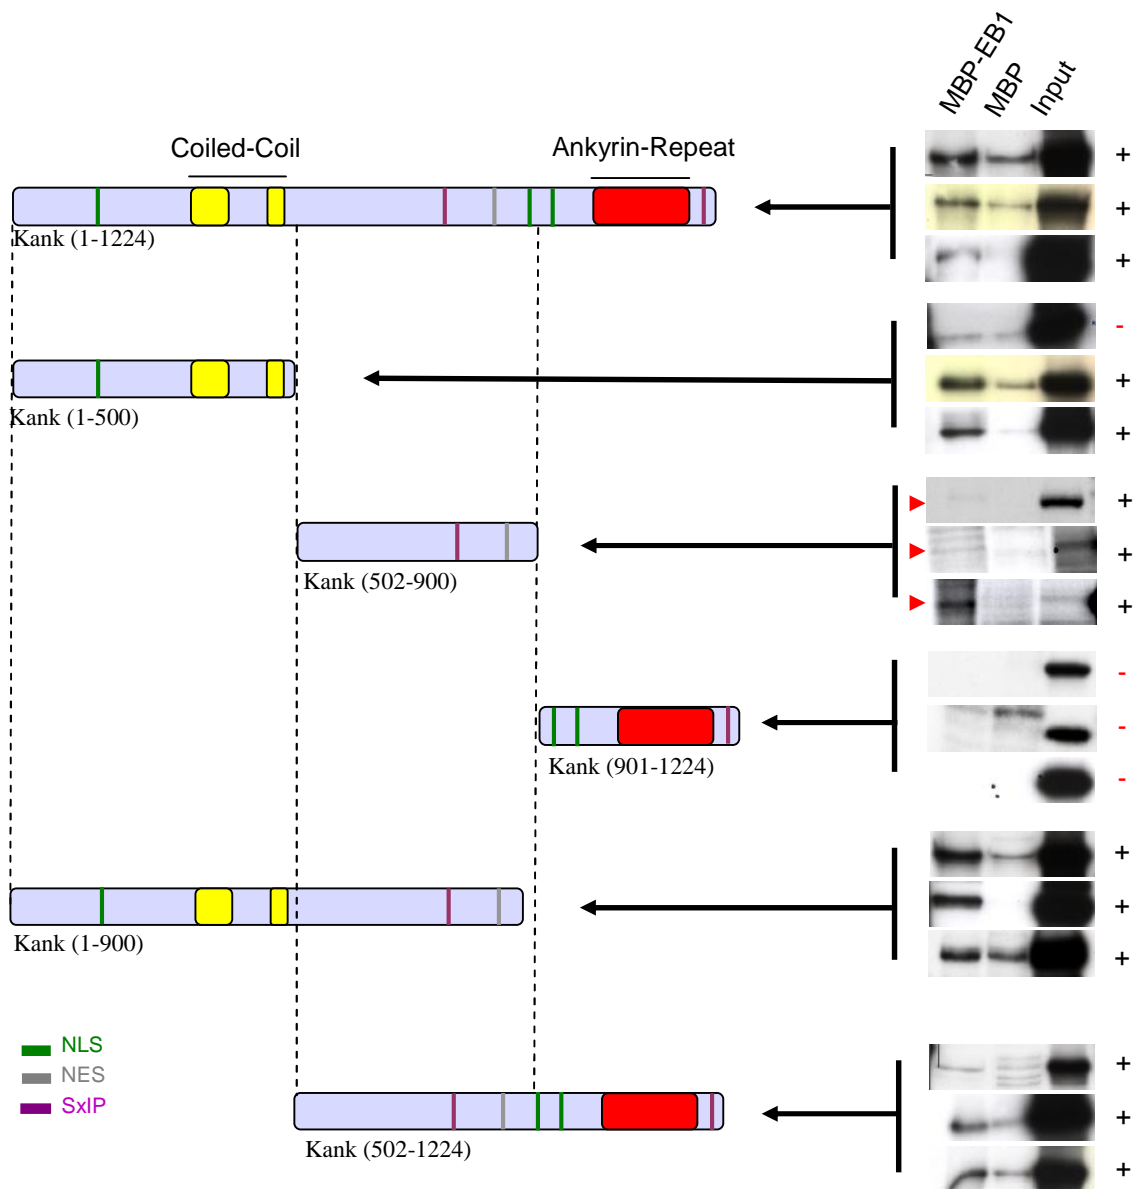 MBP-EB1 MBP Input
Coiled-Coil Ankyrin-Repeat
+
+
Kank (1-1224)
+
-
+
Kank (1-500)
+
+
+
Kank (502-900)
+
-
-
Kank (901-1224)
-
+
+
Kank (1-900)
+
NLS
NES
SxIP
+
+
Kank (502-1224)
+